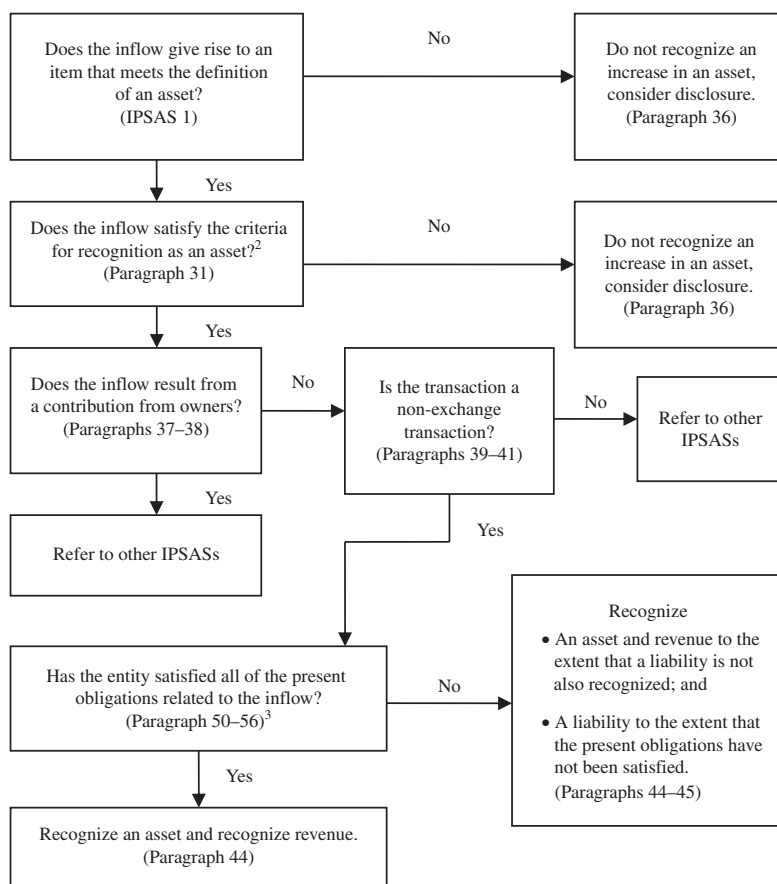 Does the inflow give rise to an
item that meets the definition
of an asset?
(IPSAS 1)
No
Do not recognize an
increase in an asset,
consider disclosure.
(Paragraph 36)
Yes
Does the inflow satisfy the criteria
for recognition as an asset?²
(Paragraph 31)
No
Do not recognize an
increase in an asset,
consider disclosure.
(Paragraph 36)
Yes
Does the inflow result from
a contribution from owners?
(Paragraphs 37–38)
No
Is the transaction a
non-exchange
transaction?
(Paragraphs 39–41)
No
Refer to other
IPSASs
Yes
Refer to other IPSASs
Yes
Has the entity satisfied all of the present
obligations related to the inflow?
(Paragraph 50–56)³
No
Recognize
• An asset and revenue to the
extent that a liability is not
also recognized; and
• A liability to the extent that
the present obligations have
not been satisfied.
(Paragraphs 44–45)
Yes
Recognize an asset and recognize revenue.
(Paragraph 44)